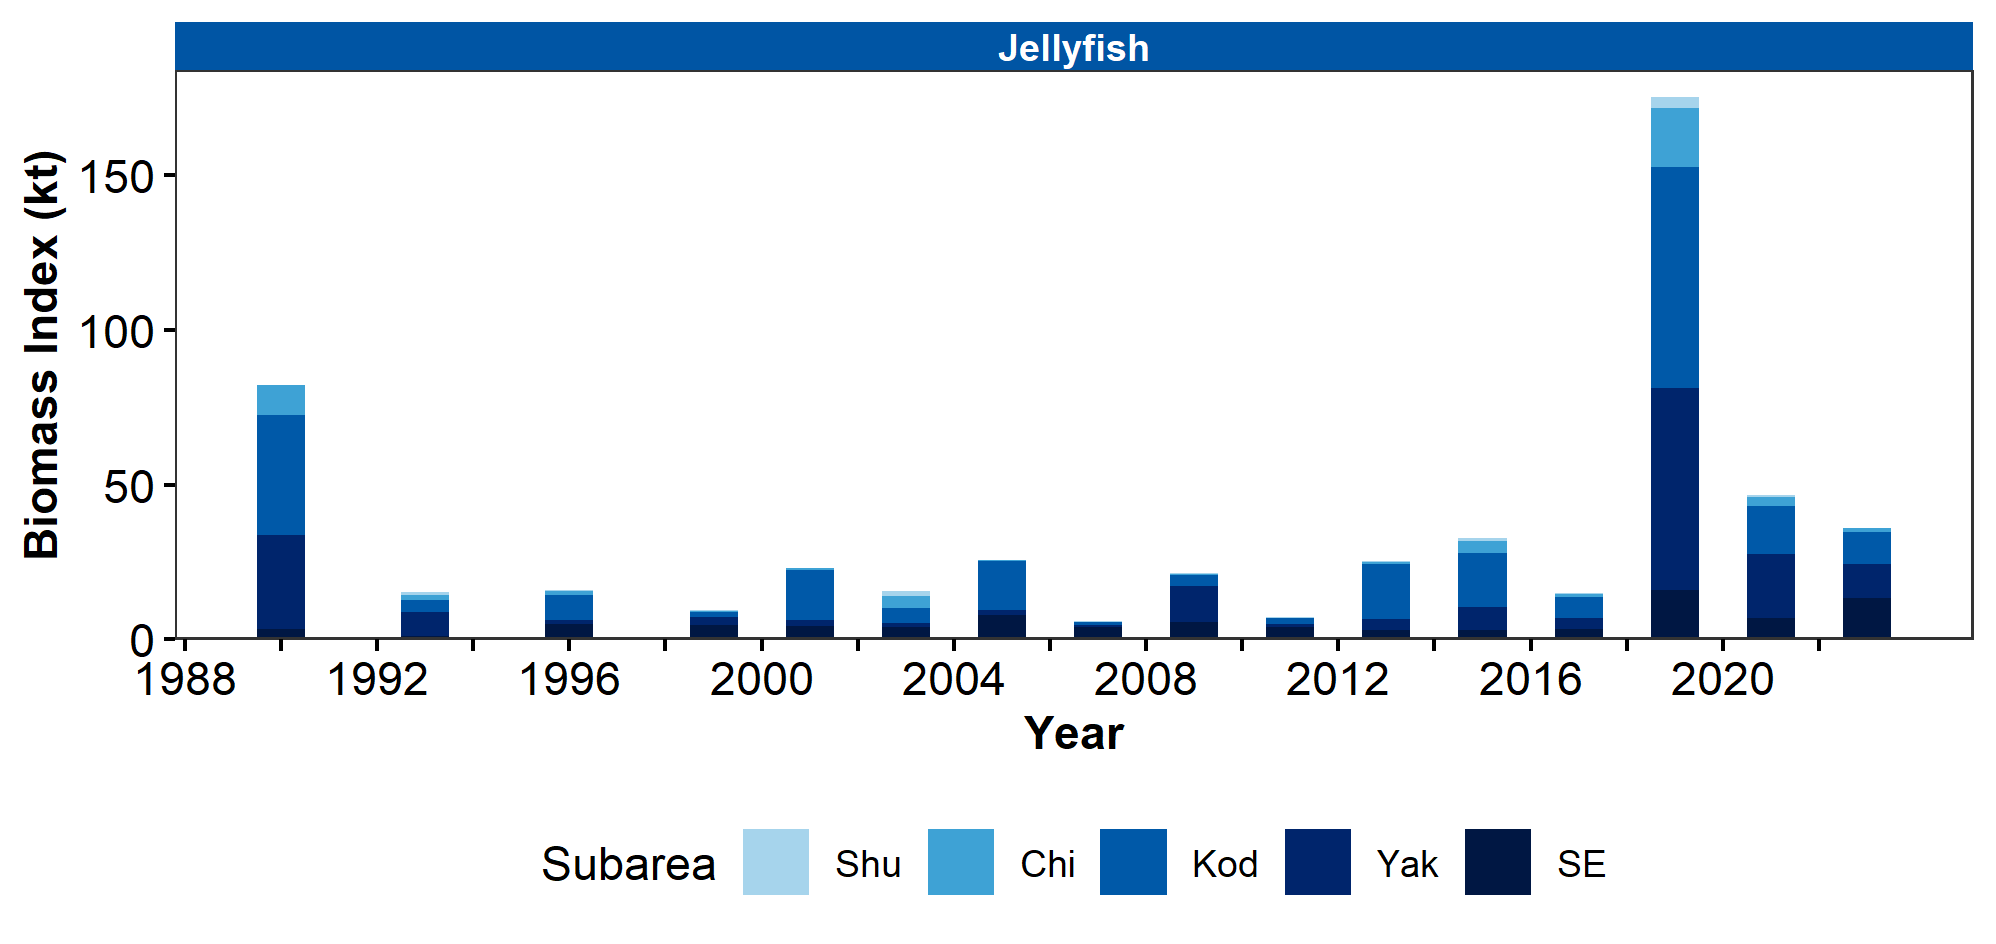 Jellyfish
Biomass Index (kt)
150
100
50
0
1988 1992 1996 2000 2004 2008 2012 2016 2020
Year
Subarea Shu Chi Kod Yak SE